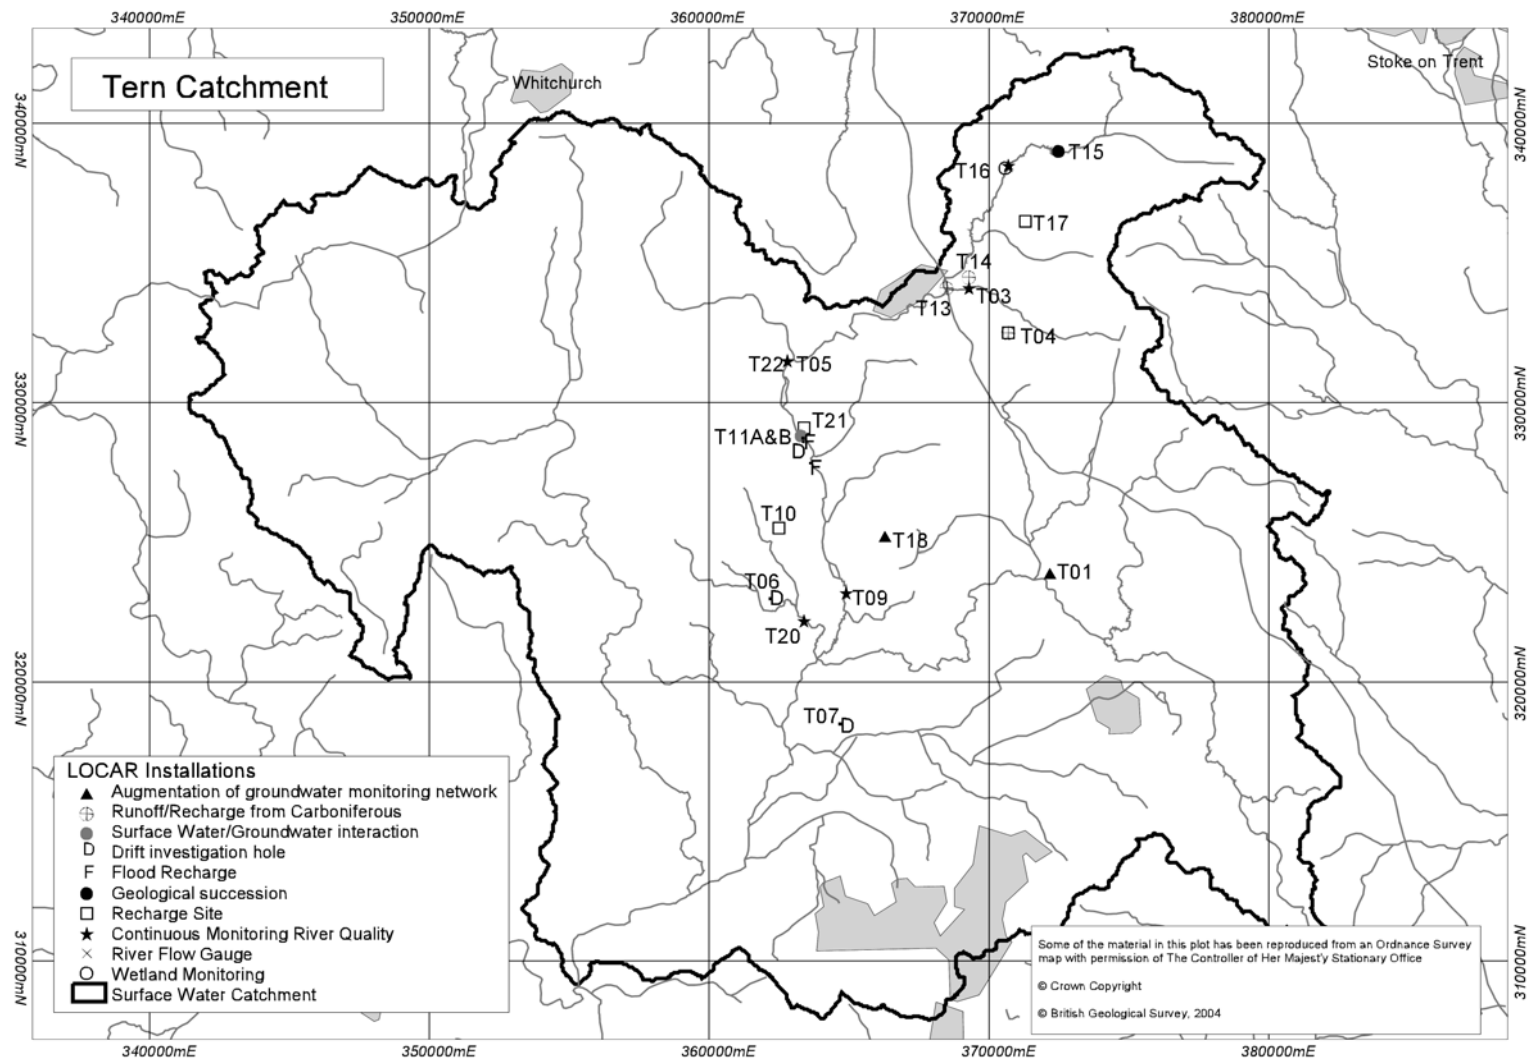 340000mE 350000mE 360000mE 370000mE 380000mE
Tern Catchment
Whitchurch
Stoke on Trent
340000mN
340000mN
T15
T16
T17
T14
T03
T13
T04
T22 T05
330000mN
330000mN
T21
T11A&B
F
D
F
T10
T18
T01
T06
D
T09
T20
320000mN
320000mN
T07
D
LOCAR Installations
Augmentation of groundwater monitoring network
Runoff/Recharge from Carboniferous
Surface Water/Groundwater interaction
D Drift investigation hole
F Flood Recharge
Geological succession
Recharge Site
Continuous Monitoring River Quality
River Flow Gauge
Wetland Monitoring
Surface Water Catchment
310000mN
310000mN
Some of the material in this plot has been reproduced from an Ordnance Survey
map with permission of The Controller of Her Majest'y Stationary Office
© Crown Copyright
© British Geological Survey, 2004
340000mE 350000mE 360000mE 370000mE 380000mE